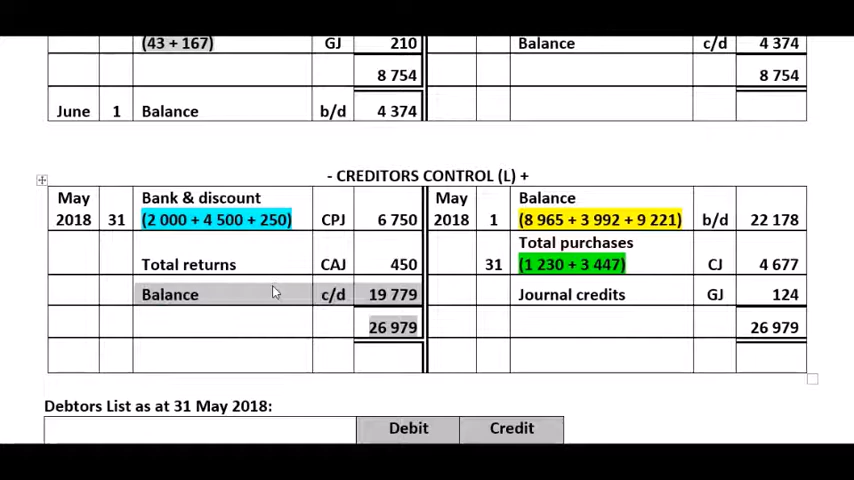 (43 + 167) GJ 210 Balance c/d 4 374
8 754 8 754
June 1 Balance b/d 4 374
- CREDITORS CONTROL (L) +
May 2018 31 Bank & discount (2 000 + 4 500 + 250) CPJ 6 750 May 2018 1 Balance (8 965 + 3 992 + 9 221) b/d 22 178
Total returns CAJ 450 31 Total purchases (1 230 + 3 447) CJ 4 677
Balance c/d 19 779 Journal credits GJ 124
26 979 26 979
Debtors List as at 31 May 2018:
Debit Credit